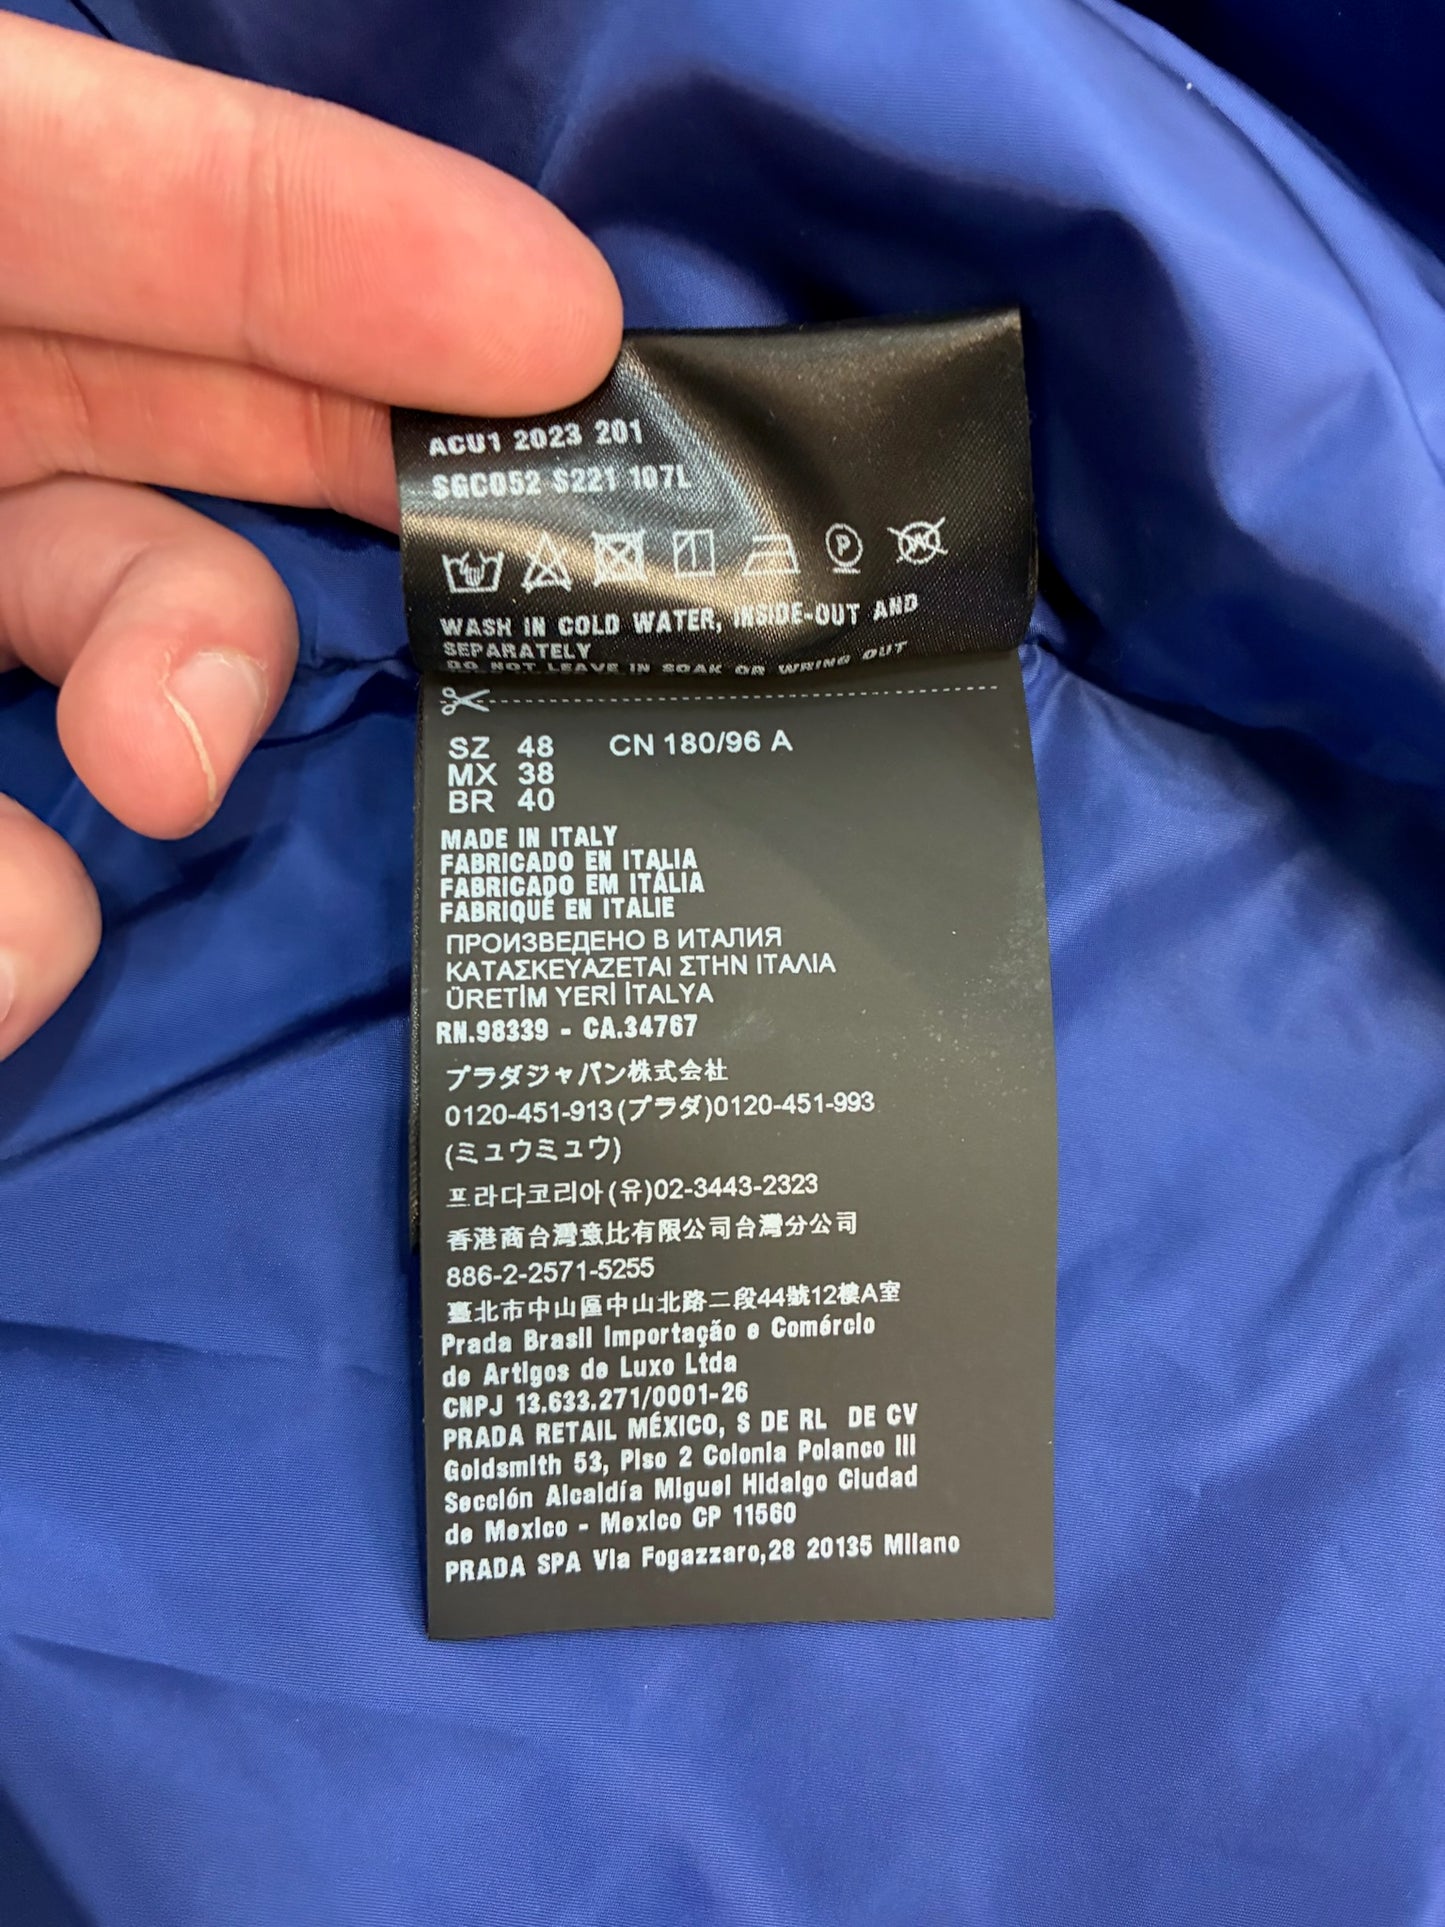 ACU1 2023 201
SGC052 S221 107L
P
W
WASH IN COLD WATER, INSIDE-OUT AND
SEPARATELY
DO NOT LEAVE IN SOAK OR WRING OUT
SZ 48 CN 180/96 A
MX 38
BR 40
MADE IN ITALY
FABRICADO EN ITALIA
FABRICADO EM ITÁLIA
FABRIQUÉ EN ITALIE
ПРОИЗВЕДЕНО В ИТАЛИЯ
ΚΑΤΑΣΚΕΥΑΖΕΤΑΙ ΣΤΗΝ ΙΤΑΛΙΑ
ÜRETİM YERİ İTALYA
RN.98339 - CA.34767
プラダジャパン株式会社
0120-451-913(プラダ)0120-451-993
(ミュウミュウ)
프라다코리아(유)02-3443-2323
香港商台灣意比有限公司台灣分公司
886-2-2571-5255
臺北市中山區中山北路二段44號12樓A室
Prada Brasil Importação e Comércio
de Artigos de Luxo Ltda
CNPJ 13.633.271/0001-26
PRADA RETAIL MÉXICO, S DE RL DE CV
Goldsmith 53, Piso 2 Colonia Polanco III
Sección Alcaldía Miguel Hidalgo Ciudad
de Mexico - Mexico CP 11560
PRADA SPA Via Fogazzaro,28 20135 Milano